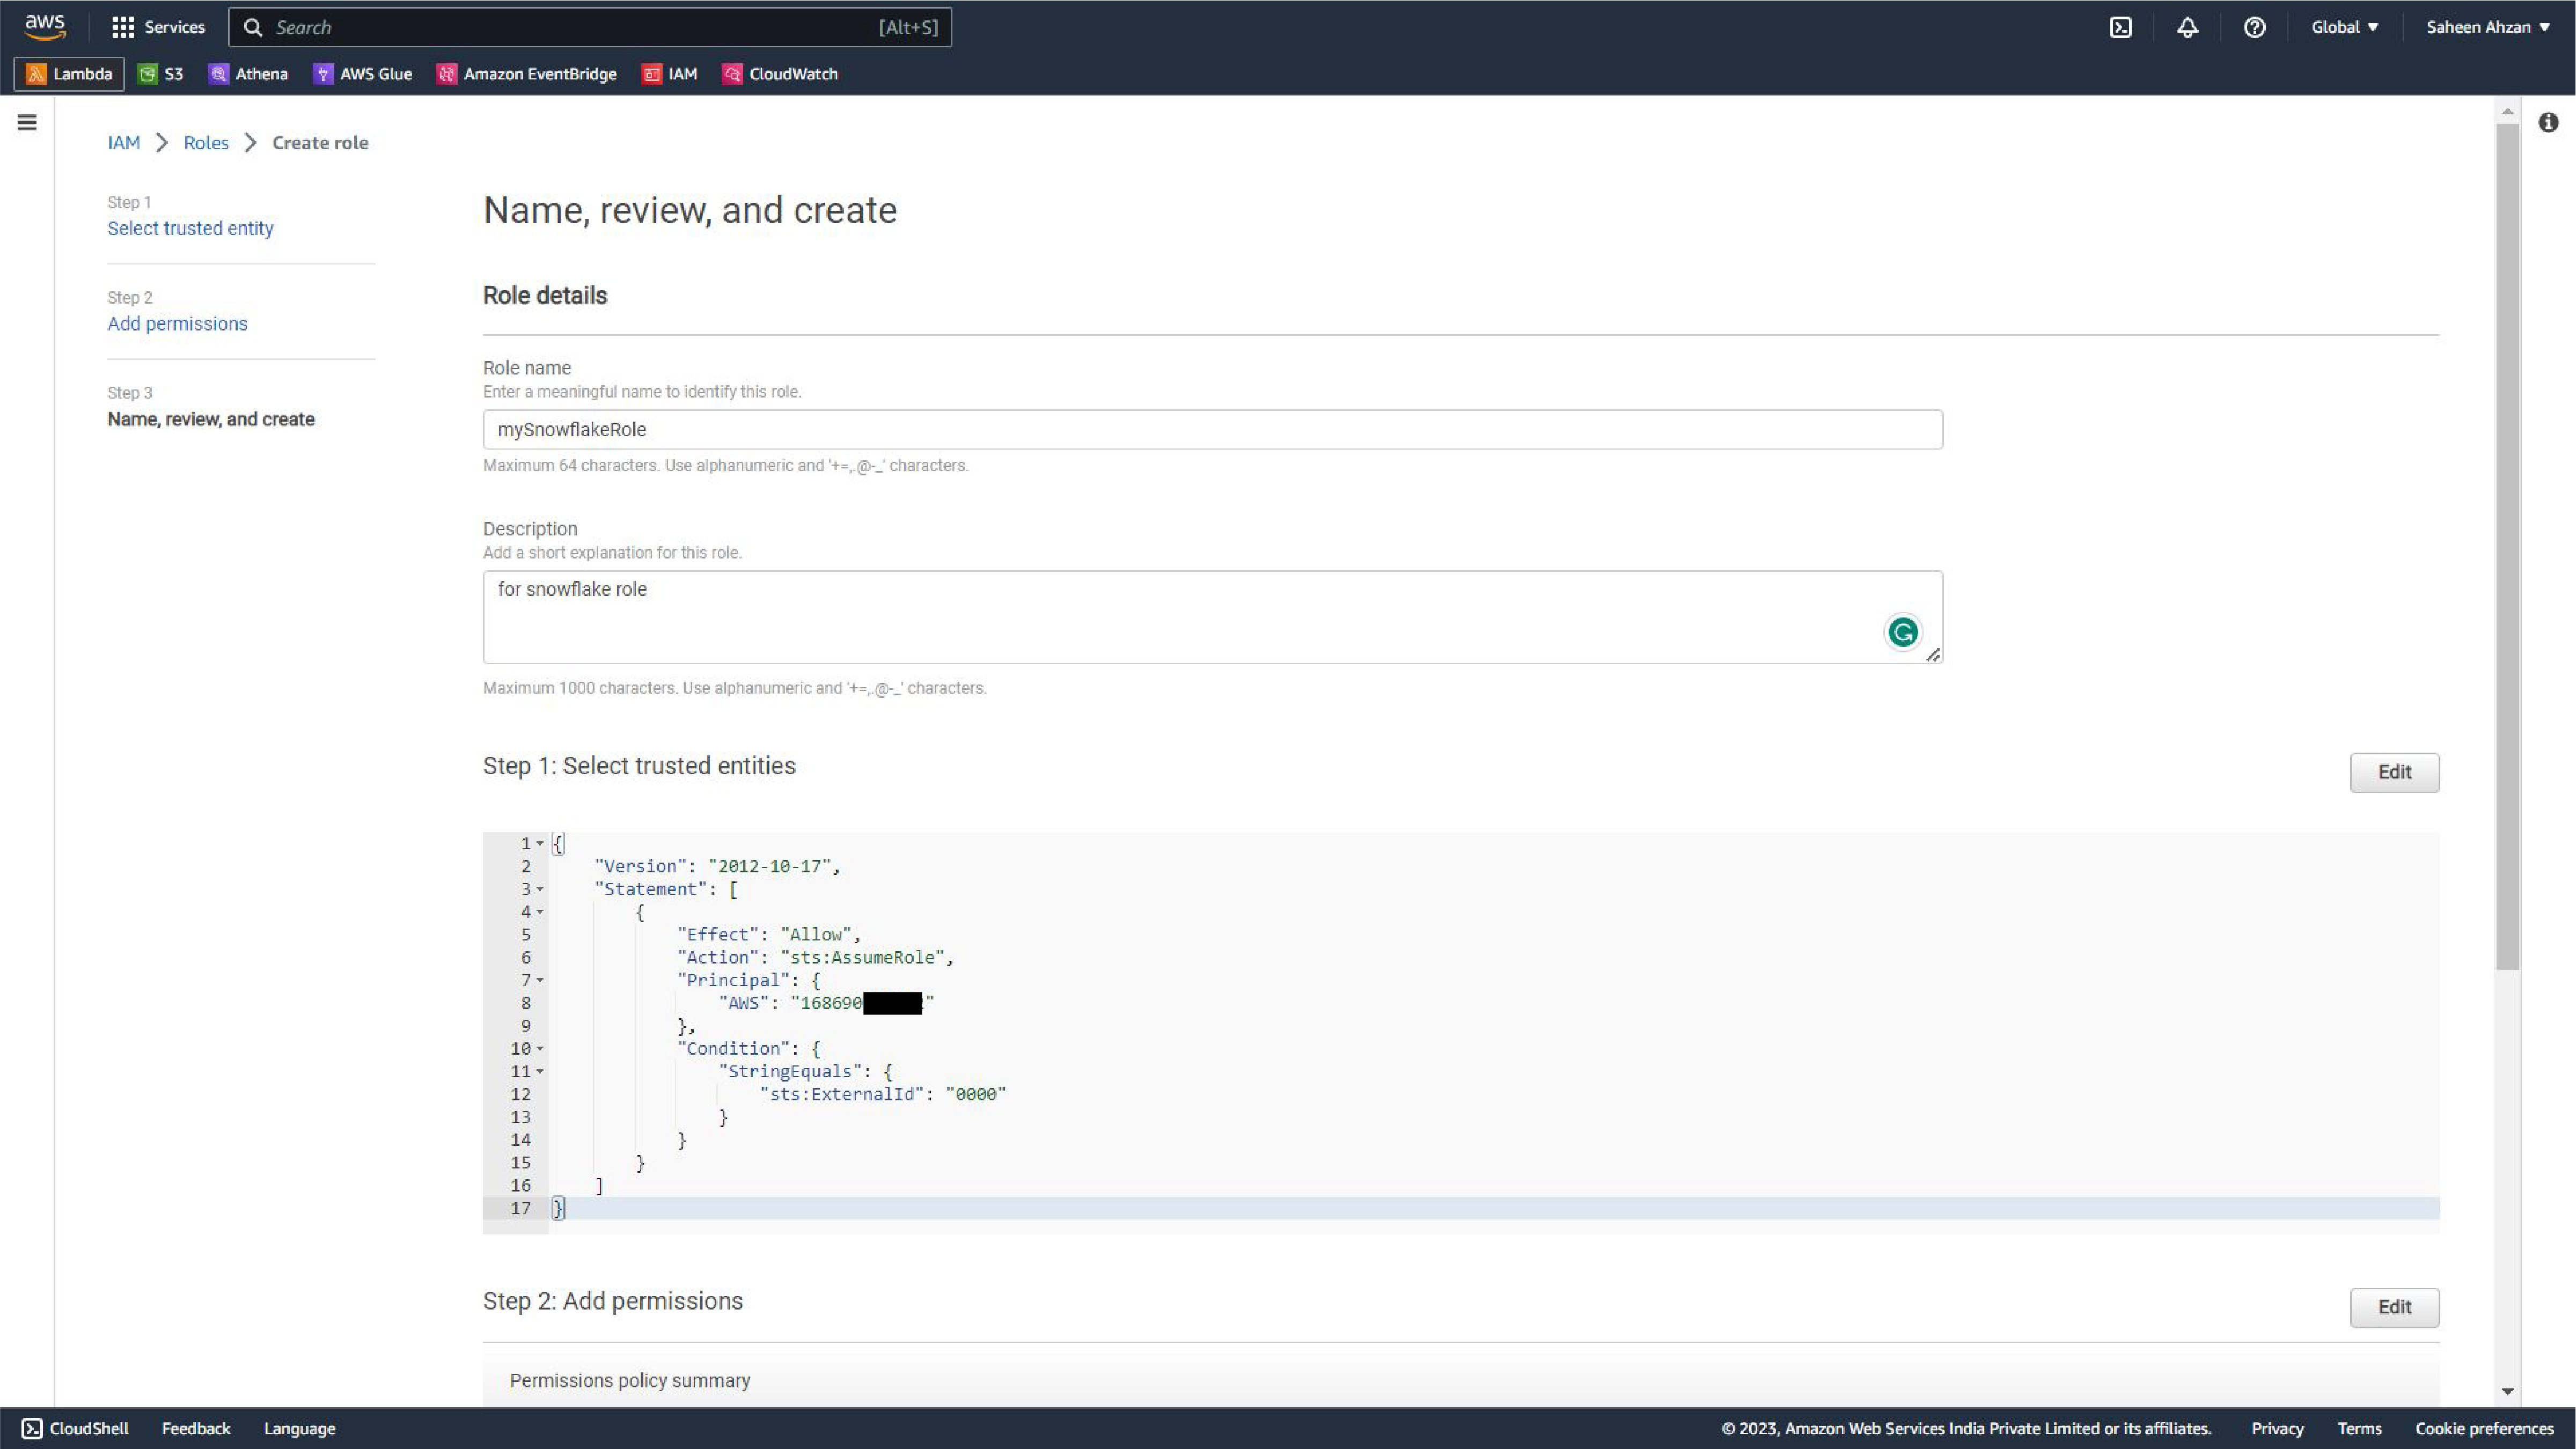 aws Services Search [Alt+S] Global Saheen Ahzan
Lambda S3 Athena AWS Glue Amazon EventBridge IAM CloudWatch
IAM > Roles > Create role
Step 1
Select trusted entity
Step 2
Add permissions
Step 3
Name, review, and create
Name, review, and create
Role details
Role name
Enter a meaningful name to identify this role.
mySnowflakeRole
Maximum 64 characters. Use alphanumeric and '+=,.@-_' characters.
Description
Add a short explanation for this role.
for snowflake role
Maximum 1000 characters. Use alphanumeric and '+=,.@-_' characters.
Step 1: Select trusted entities
Edit
1 {
2 "Version": "2012-10-17",
3 "Statement": [
4 {
5 "Effect": "Allow",
6 "Action": "sts:AssumeRole",
7 "Principal": {
8 "AWS": "168690"
9 },
10 "Condition": {
11 "StringEquals": {
12 "sts:ExternalId": "0000"
13 }
14 }
15 }
16 ]
17 }
Step 2: Add permissions
Edit
Permissions policy summary
CloudShell Feedback Language © 2023, Amazon Web Services India Private Limited or its affiliates. Privacy Terms Cookie preferences